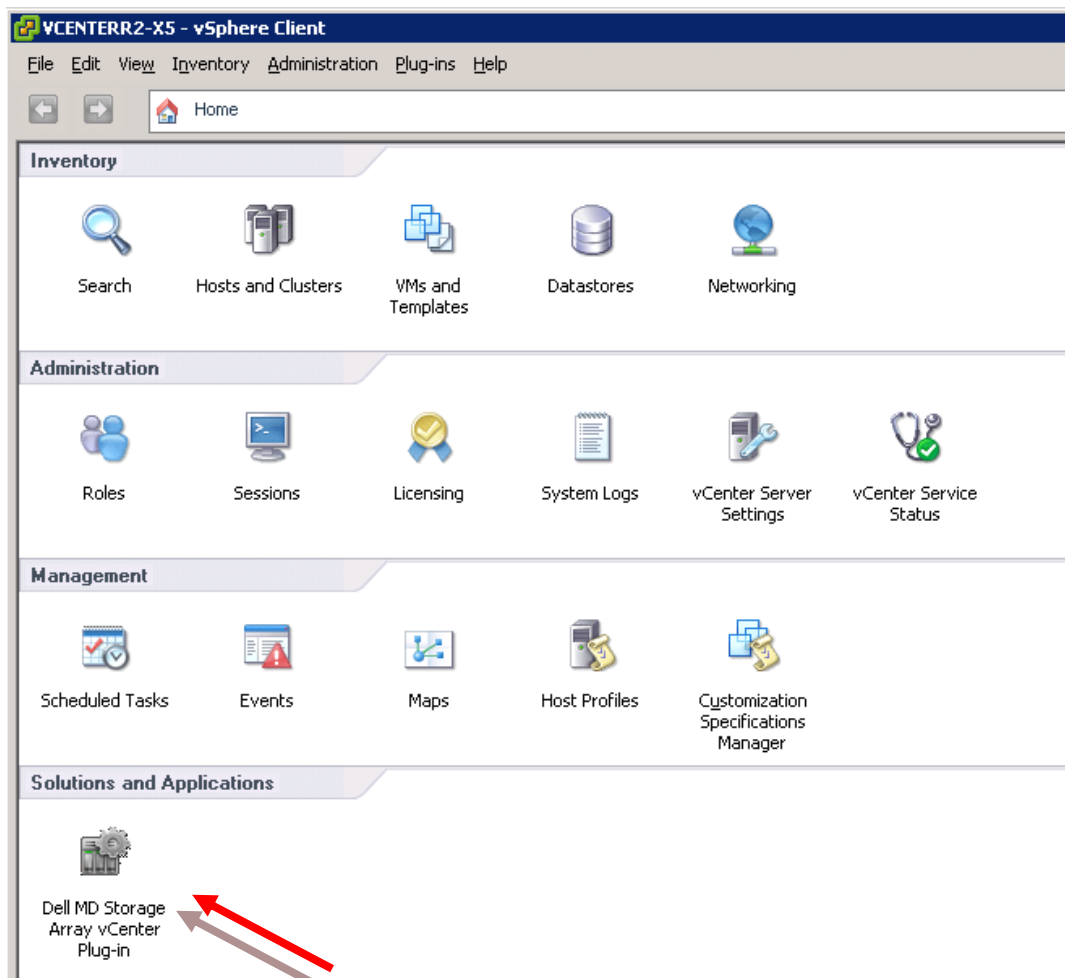 VCENTERR2-X5 - vSphere Client
File Edit View Inventory Administration Plug-ins Help
Home
Inventory
Search
Hosts and Clusters
VMs and
Templates
Datastores
Networking
Administration
Roles
Sessions
Licensing
System Logs
vCenter Server
Settings
vCenter Service
Status
Management
Scheduled Tasks
Events
Maps
Host Profiles
Customization
Specifications
Manager
Solutions and Applications
Dell MD Storage
Array vCenter
Plug-in